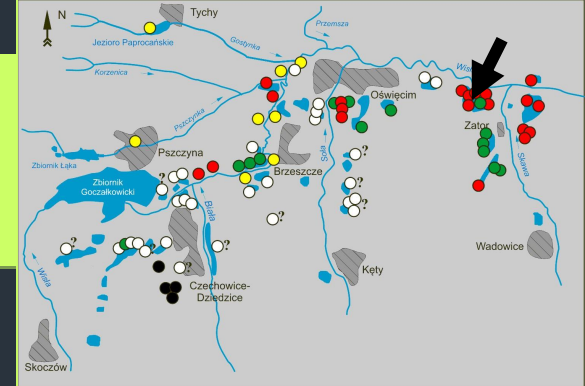 N
Tychy
Jezioro Paprocańskie
Gostynka
Przemsza
Korzenica
Pszczynka
Oświęcim
Zator
Pszczyna
Zbiornik Łąka
Zbiornik
Goczałkowicki
Brzeszcze
Soła
Skawa
?
?
?
?
?
?
?
?
?
?
Biała
Wadowice
Kęty
Czechowice-
Dziedzice
Wisła
Skoczów